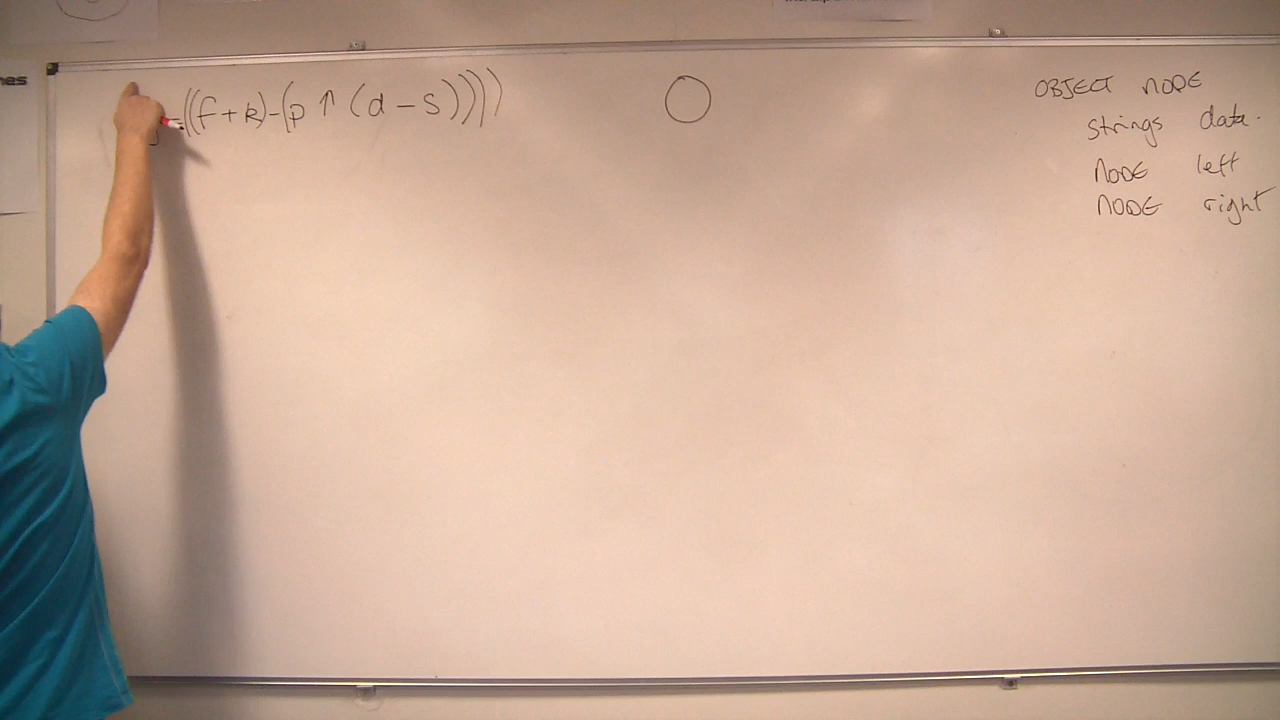 -((f+k)-(p↑(d-s))))
OBJECT NODE
strings data.
NODE left
NODE right